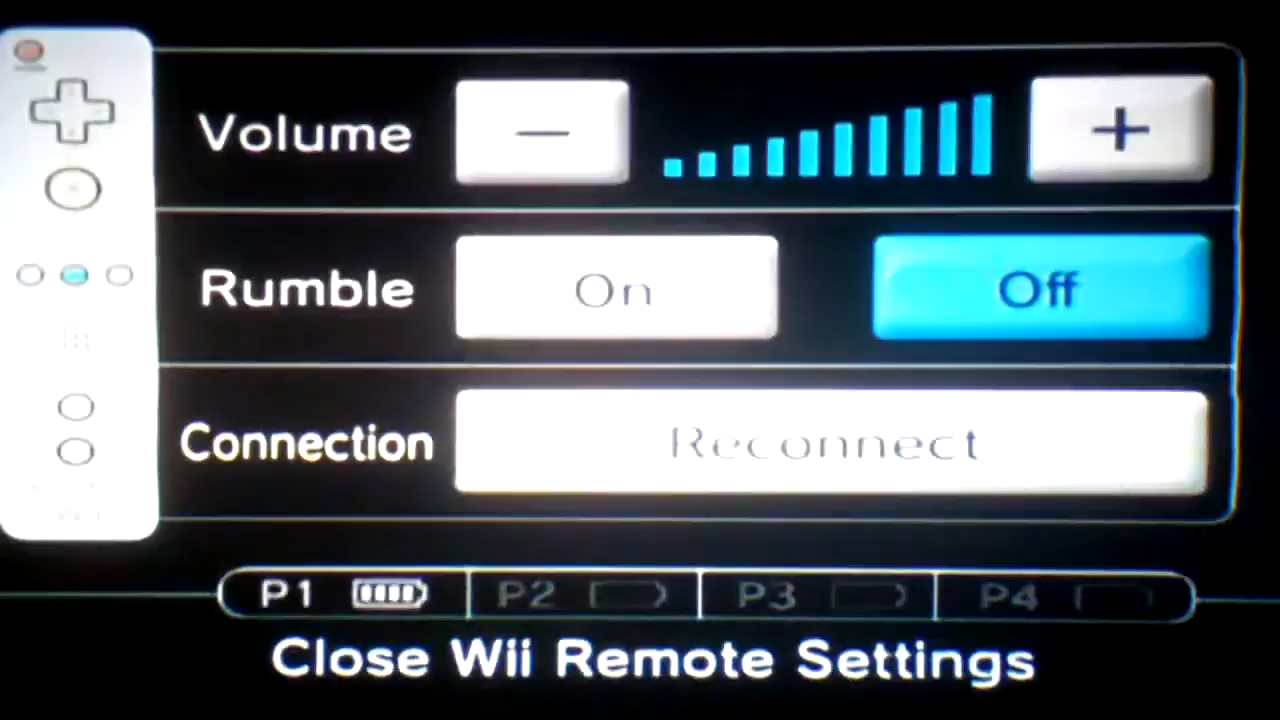 Volume − +
Rumble On Off
Connection Reconnect
P1 P2 P3 P4
Close Wii Remote Settings